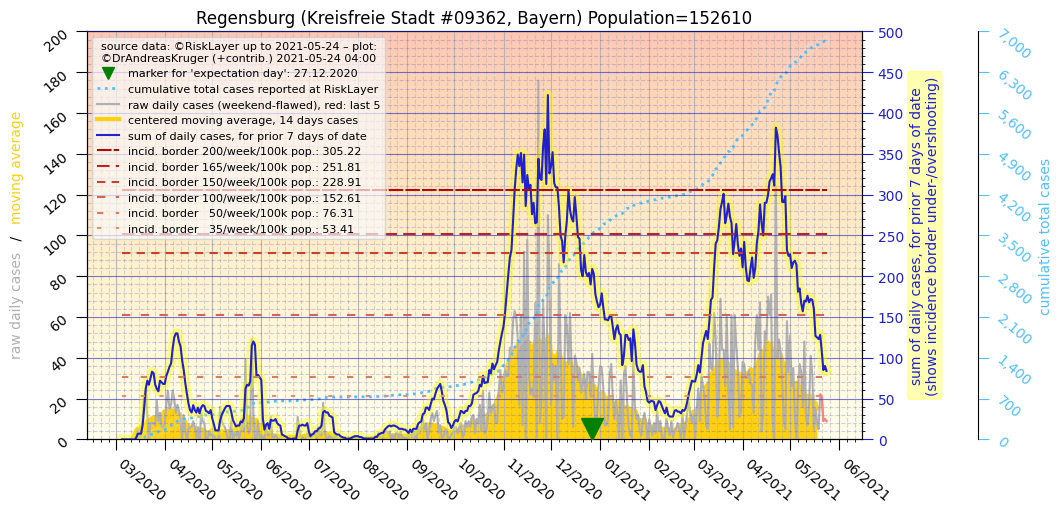 Regensburg (Kreisfreie Stadt #09362, Bayern) Population=152610
source data: ©RiskLayer up to 2021-05-24 – plot:
©DrAndreasKruger (+contrib.) 2021-05-24 04:00
marker for 'expectation day': 27.12.2020
cumulative total cases reported at RiskLayer
raw daily cases (weekend-flawed), red: last 5
centered moving average, 14 days cases
sum of daily cases, for prior 7 days of date
incid. border 200/week/100k pop.: 305.22
incid. border 165/week/100k pop.: 251.81
incid. border 150/week/100k pop.: 228.91
incid. border 100/week/100k pop.: 152.61
incid. border   50/week/100k pop.: 76.31
incid. border   35/week/100k pop.: 53.41
raw daily cases   /   moving average
200
180
160
140
120
100
80
60
40
20
0
03/2020
04/2020
05/2020
06/2020
07/2020
08/2020
09/2020
10/2020
11/2020
12/2020
01/2021
02/2021
03/2021
04/2021
05/2021
06/2021
500
450
400
350
300
250
200
150
100
50
0
sum of daily cases, for prior 7 days of date
(shows incidence border under-/overshooting)
7,000
6,300
5,600
4,900
4,200
3,500
2,800
2,100
1,400
700
0
cumulative total cases